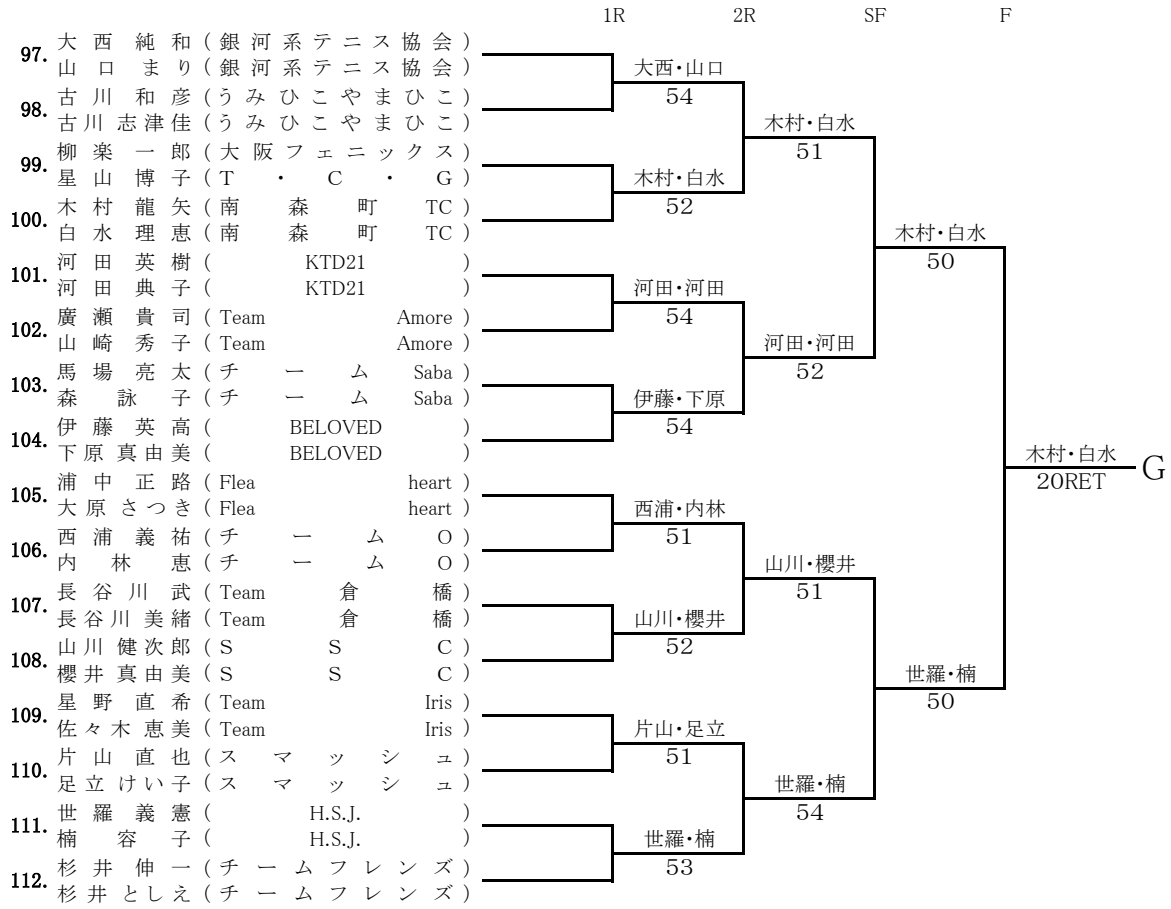 1R 2R SF F
97. 大西純和(銀河系テニス協会)
山口まり(銀河系テニス協会)
大西・山口
54
98. 古川和彦(うみひこやまひこ)
古川志津佳(うみひこやまひこ)
木村・白水
51
99. 柳楽一郎(大阪フェニックス)
星山博子(T・C・G)
木村・白水
52
100. 木村龍矢(南森町TC)
白水理恵(南森町TC)
木村・白水
50
101. 河田英樹(KTD21)
河田典子(KTD21)
河田・河田
54
102. 廣瀬貴司(Team Amore)
山崎秀子(Team Amore)
河田・河田
52
103. 馬場亮太(チームSaba)
森詠子(チームSaba)
伊藤・下原
54
104. 伊藤英高(BELOVED)
下原真由美(BELOVED)
木村・白水
20RET
G
105. 浦中正路(Flea heart)
大原さつき(Flea heart)
西浦・内林
51
106. 西浦義祐(チームO)
内林恵(チームO)
山川・櫻井
51
107. 長谷川武(Team 倉橋)
長谷川美緒(Team 倉橋)
山川・櫻井
52
108. 山川健次郎(SSC)
櫻井真由美(SSC)
世羅・楠
50
109. 星野直希(Team Iris)
佐々木恵美(Team Iris)
片山・足立
51
110. 片山直也(スマッシュ)
足立けい子(スマッシュ)
世羅・楠
54
111. 世羅義憲(H.S.J.)
楠容子(H.S.J.)
世羅・楠
53
112. 杉井伸一(チームフレンズ)
杉井としえ(チームフレンズ)